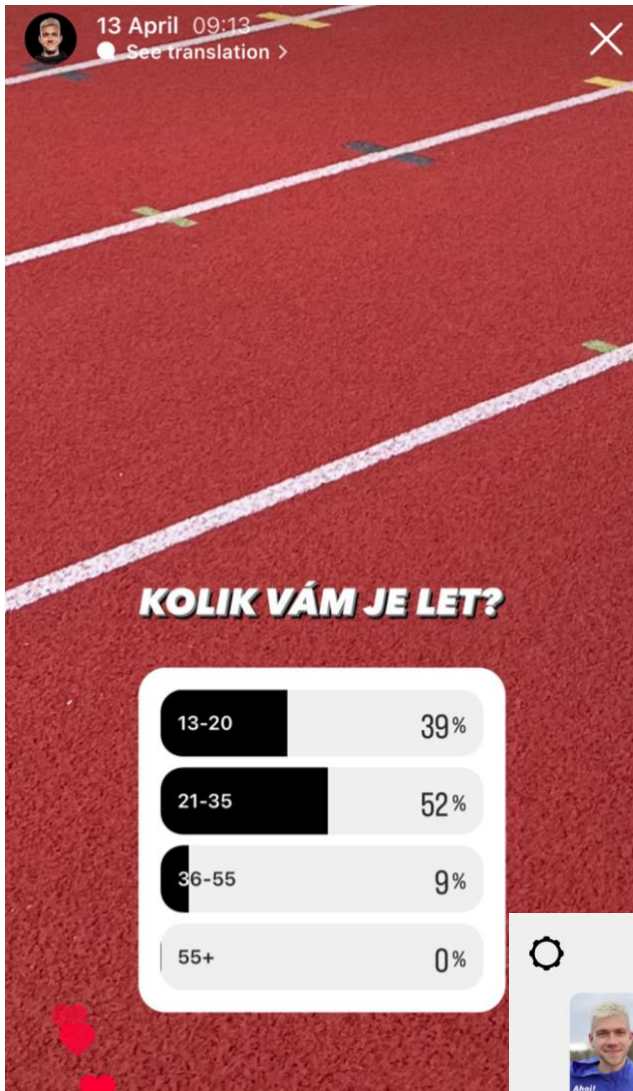 13 April 09:13
See translation >
KOLIK VÁM JE LET?
13-20 39%
21-35 52%
36-55 9%
55+ 0%
Ahoj!